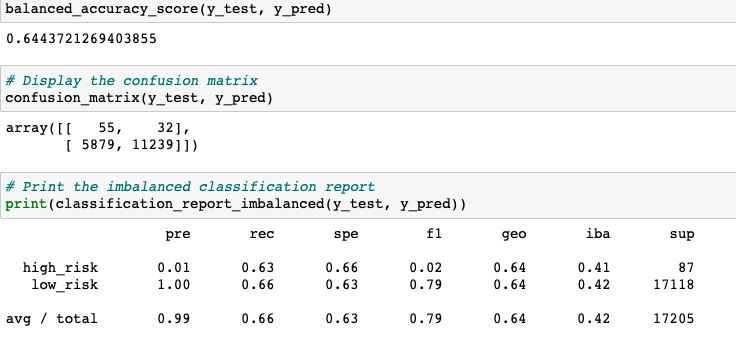 balanced_accuracy_score(y_test, y_pred)
0.6443721269403855
# Display the confusion matrix
confusion_matrix(y_test, y_pred)
array([[   55,    32],
       [ 5879, 11239]])
# Print the imbalanced classification report
print(classification_report_imbalanced(y_test, y_pred))
                   pre       rec       spe        f1       geo       iba       sup
  high_risk       0.01      0.63      0.66      0.02      0.64      0.41        87
   low_risk       1.00      0.66      0.63      0.79      0.64      0.42     17118
avg / total       0.99      0.66      0.63      0.79      0.64      0.42     17205